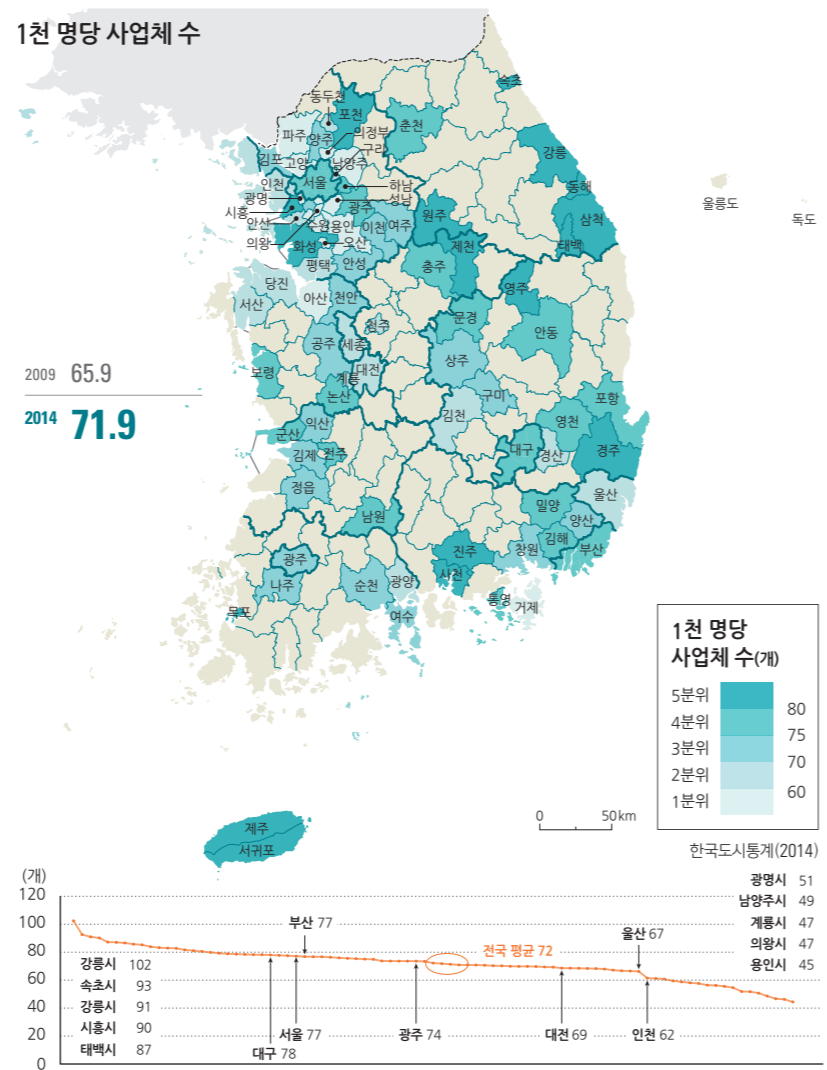 1천 명당 사업체 수
동두천
포천
속초
춘천
파주
양주
의정부
구리
김포
고양
남양주
강릉
인천
서울
하남
동해
광명
성남
시흥
광주
원주
울릉도
안산
수원
용인
이천
여주
삼척
독도
의왕
화성
오산
제천
태백
평택
안성
충주
당진
영주
서산
아산
천안
청주
문경
안동
공주
세종
상주
2009 65.9
보령
대전
계룡
구미
포항
논산
김천
2014 71.9
익산
영천
군산
대구
경산
경주
김제
전주
정읍
울산
남원
밀양
양산
광주
진주
창원
김해
부산
나주
순천
광양
사천
목포
여수
통영
거제
1천 명당
사업체 수(개)
5분위
80
4분위
75
3분위
70
2분위
60
1분위
제주
서귀포
0 50km
한국도시통계(2014)
(개)
120
100
80
60
40
20
0
강릉시 102
속초시 93
강릉시 91
시흥시 90
태백시 87
부산 77
대구 78
서울 77
광주 74
전국 평균 72
대전 69
울산 67
인천 62
광명시 51
남양주시 49
계룡시 47
의왕시 47
용인시 45